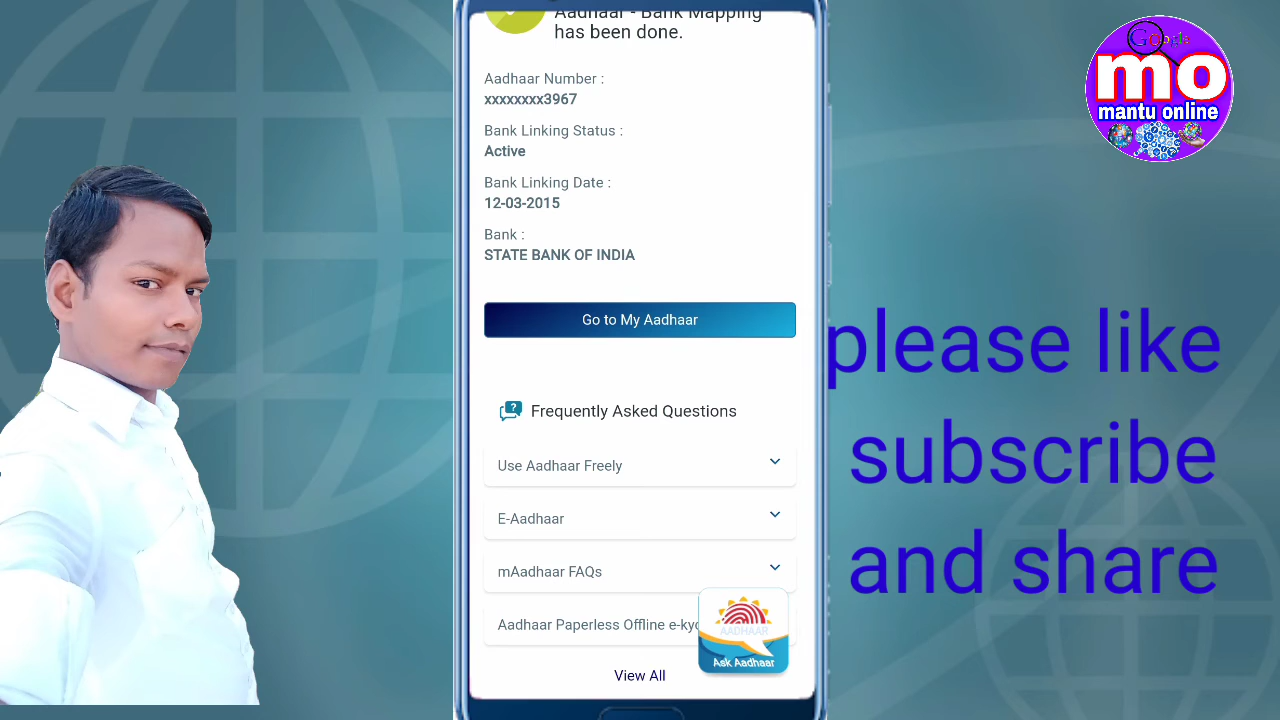 Aadhaar - Bank Mapping
has been done.
Aadhaar Number :
xxxxxxxx3967
Bank Linking Status :
Active
Bank Linking Date :
12-03-2015
Bank :
STATE BANK OF INDIA
Go to My Aadhaar
Frequently Asked Questions
Use Aadhaar Freely
E-Aadhaar
mAadhaar FAQs
Aadhaar Paperless Offline e-kyc
AADHAAR
Ask Aadhaar
View All
Google
mo
mantu online
please like
subscribe
and share